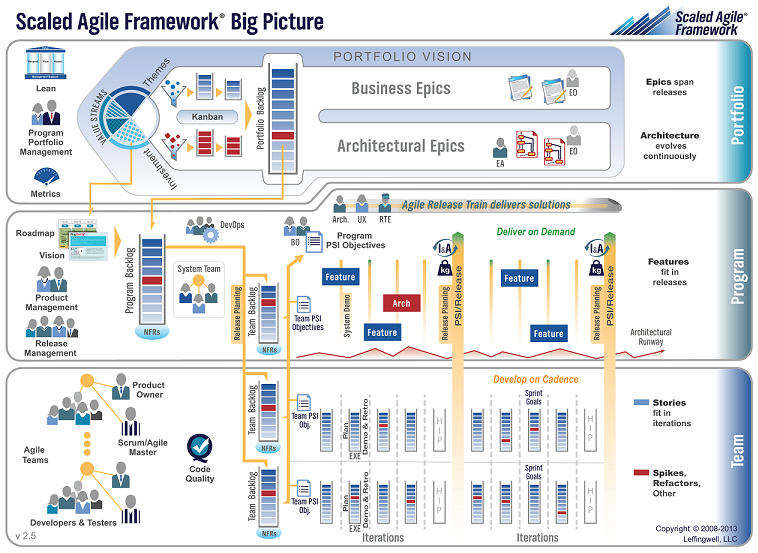 Scaled Agile Framework® Big Picture
Scaled Agile
Framework®
PORTFOLIO VISION
Lean
Program
Portfolio
Management
Metrics
VALUE STREAMS
Themes
Investment
Kanban
Portfolio Backlog
Business Epics
EO
Architectural Epics
EA
EO
Epics span
releases
Architecture
evolves
continuously
Portfolio
Agile Release Train delivers solutions
Arch.
UX
RTE
Roadmap
Vision
Product
Management
Release
Management
Program Backlog
NFRs
DevOps
System Team
Release Planning
Team Backlog
NFRs
BO
Program
PSI Objectives
Team PSI
Objectives
Feature
System Demo
Feature
Arch
I&A
kg
Release Planning
PSI/Release
Deliver on Demand
Feature
Feature
I&A
kg
Release Planning
PSI/Release
Architectural
Runway
Features
fit in
releases
Program
Develop on Cadence
Product
Owner
Agile
Teams
Scrum/Agile
Master
Developers & Testers
Code
Quality
Team Backlog
NFRs
Team PSI
Obj.
Plan
EXE
Demo & Retro
HIP
Sprint
Goals
HIP
Team Backlog
NFRs
Team PSI
Obj.
Plan
EXE
Demo & Retro
HIP
Sprint
Goals
HIP
Iterations
Iterations
Stories
fit in
iterations
Spikes,
Refactors,
Other
Team
v 2.5
Copyright © 2008-2013
Leffingwell, LLC